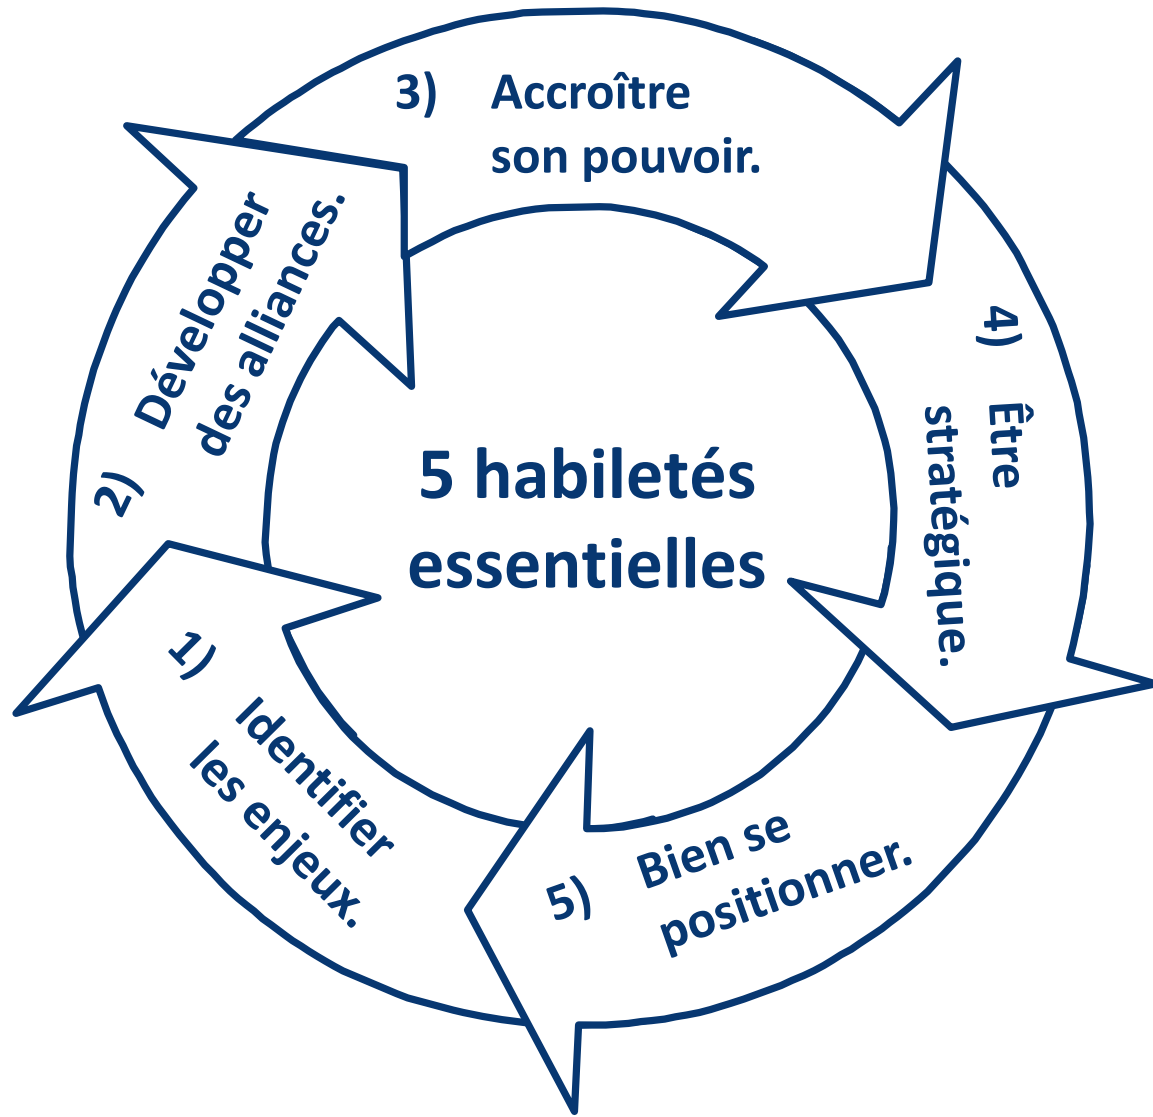 5 habiletés
essentielles
1) Identifier
les enjeux.
2) Développer
des alliances.
3) Accroître
son pouvoir.
4) Être
stratégique.
5) Bien se
positionner.